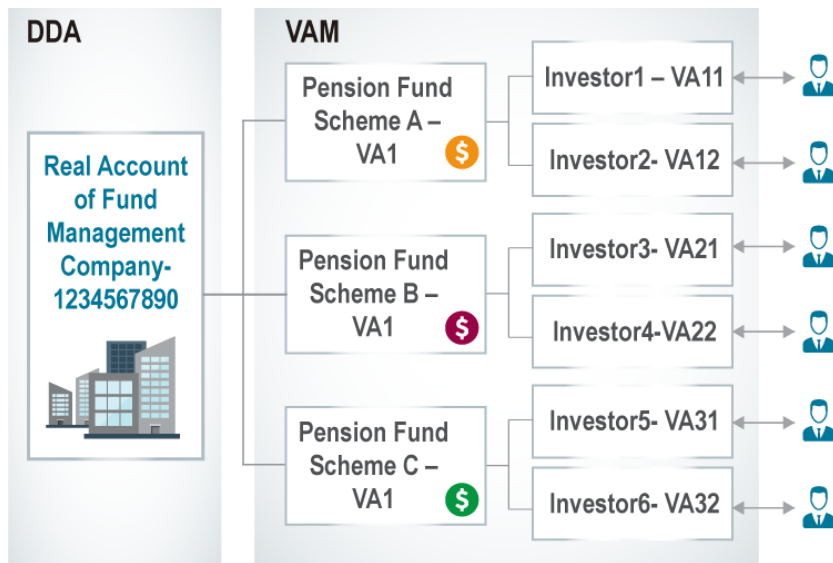 DDA
VAM
Real Account
of Fund
Management
Company-
1234567890
Pension Fund
Scheme A –
VA1
$
Investor1 – VA11
Investor2- VA12
Pension Fund
Scheme B –
VA1
$
Investor3- VA21
Investor4-VA22
Pension Fund
Scheme C –
VA1
$
Investor5- VA31
Investor6- VA32